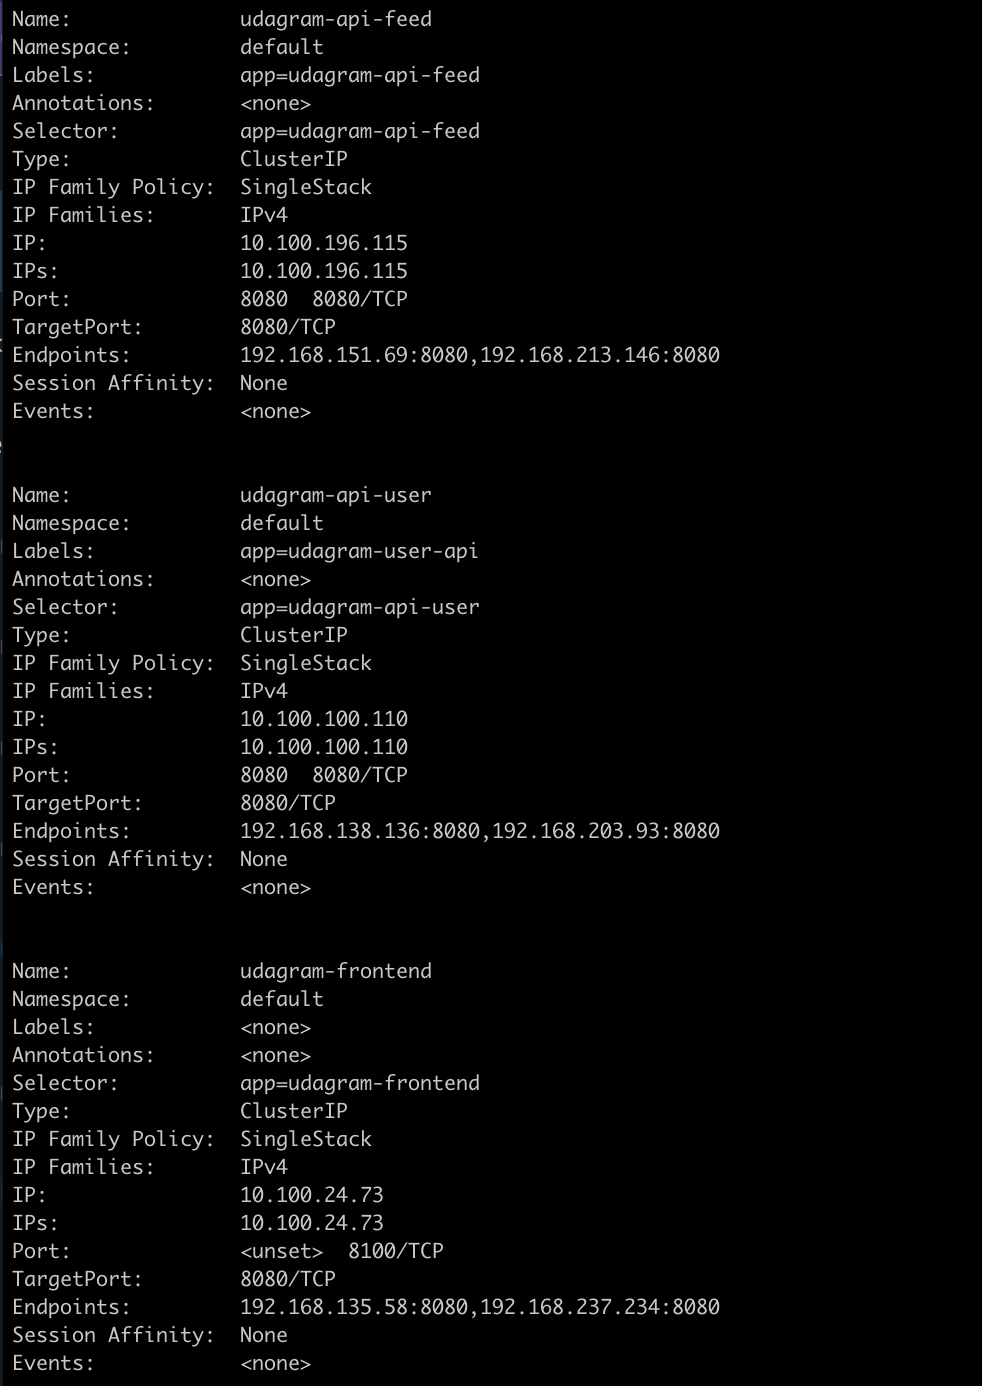 Name:              udagram-api-feed
Namespace:         default
Labels:            app=udagram-api-feed
Annotations:       <none>
Selector:          app=udagram-api-feed
Type:              ClusterIP
IP Family Policy:  SingleStack
IP Families:       IPv4
IP:                10.100.196.115
IPs:               10.100.196.115
Port:              8080  8080/TCP
TargetPort:        8080/TCP
Endpoints:         192.168.151.69:8080,192.168.213.146:8080
Session Affinity:  None
Events:            <none>

Name:              udagram-api-user
Namespace:         default
Labels:            app=udagram-user-api
Annotations:       <none>
Selector:          app=udagram-api-user
Type:              ClusterIP
IP Family Policy:  SingleStack
IP Families:       IPv4
IP:                10.100.100.110
IPs:               10.100.100.110
Port:              8080  8080/TCP
TargetPort:        8080/TCP
Endpoints:         192.168.138.136:8080,192.168.203.93:8080
Session Affinity:  None
Events:            <none>

Name:              udagram-frontend
Namespace:         default
Labels:            <none>
Annotations:       <none>
Selector:          app=udagram-frontend
Type:              ClusterIP
IP Family Policy:  SingleStack
IP Families:       IPv4
IP:                10.100.24.73
IPs:               10.100.24.73
Port:              <unset>  8100/TCP
TargetPort:        8080/TCP
Endpoints:         192.168.135.58:8080,192.168.237.234:8080
Session Affinity:  None
Events:            <none>